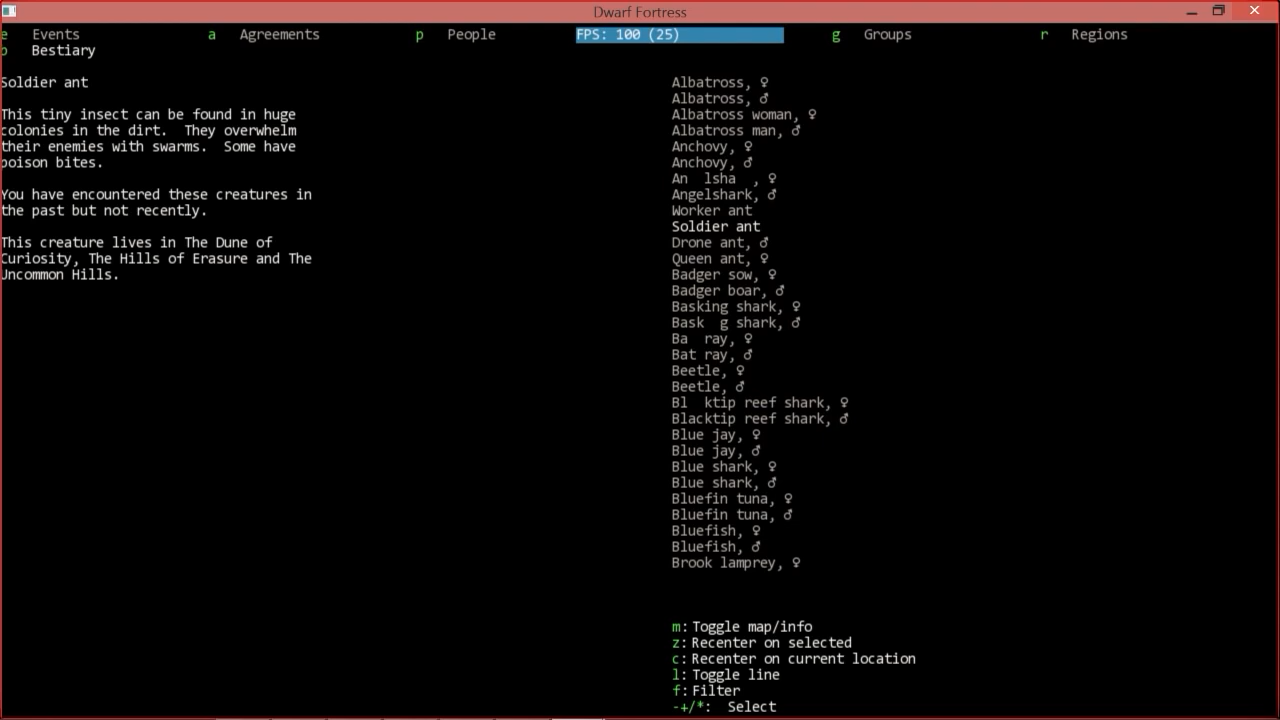 Dwarf Fortress
e Events a Agreements p People FPS: 100 (25) g Groups r Regions
b Bestiary
Soldier ant
This tiny insect can be found in huge
colonies in the dirt. They overwhelm
their enemies with swarms. Some have
poison bites.
You have encountered these creatures in
the past but not recently.
This creature lives in The Dune of
Curiosity, The Hills of Erasure and The
Uncommon Hills.
Albatross, ♀
Albatross, ♂
Albatross woman, ♀
Albatross man, ♂
Anchovy, ♀
Anchovy, ♂
An lsha , ♀
Angelshark, ♂
Worker ant
Soldier ant
Drone ant, ♂
Queen ant, ♀
Badger sow, ♀
Badger boar, ♂
Basking shark, ♀
Bask g shark, ♂
Ba ray, ♀
Bat ray, ♂
Beetle, ♀
Beetle, ♂
Bl ktip reef shark, ♀
Blacktip reef shark, ♂
Blue jay, ♀
Blue jay, ♂
Blue shark, ♀
Blue shark, ♂
Bluefin tuna, ♀
Bluefin tuna, ♂
Bluefish, ♀
Bluefish, ♂
Brook lamprey, ♀
m: Toggle map/info
z: Recenter on selected
c: Recenter on current location
l: Toggle line
f: Filter
-+/*: Select